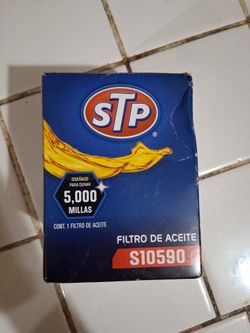 STP®
DISEÑADO
PARA DURAR
5,000
MILLAS
CONT. 1 FILTRO DE ACEITE
FILTRO DE ACEITE
S10590